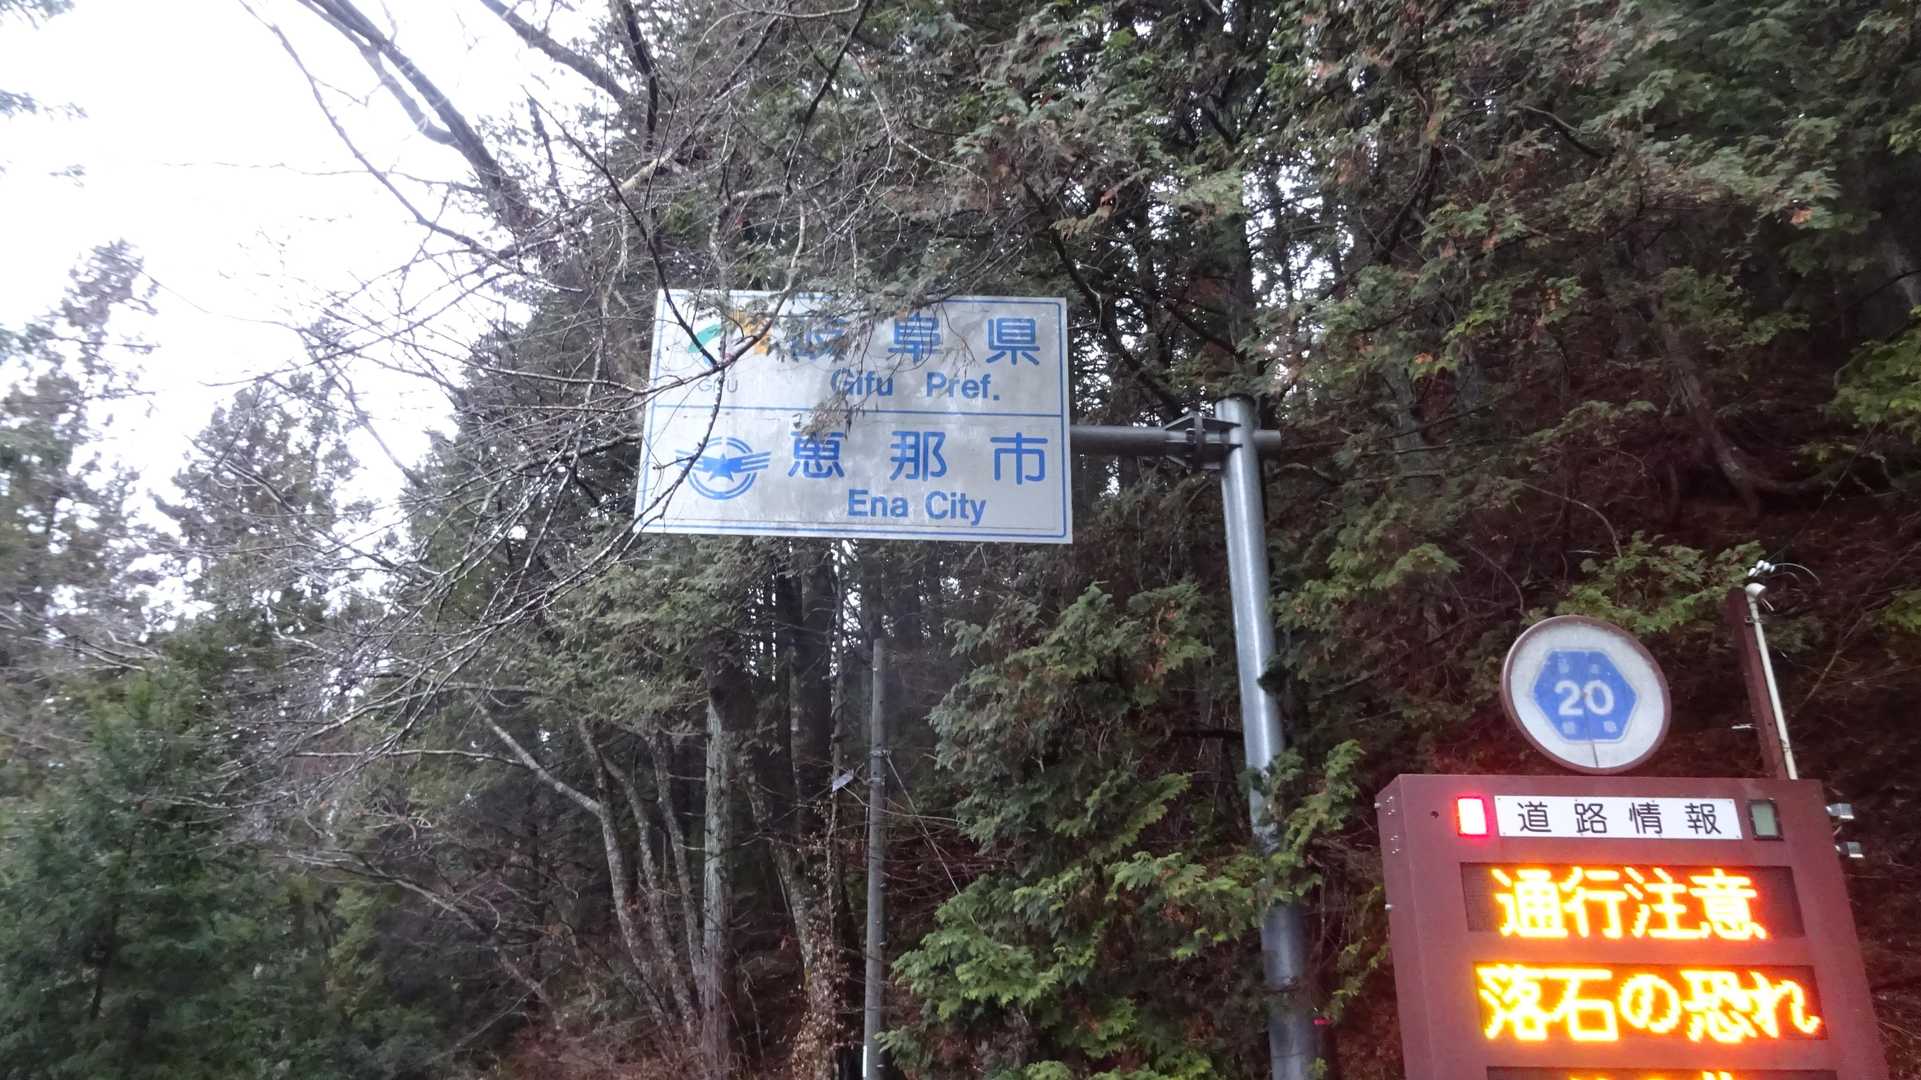 岐阜県
GIFU
Gifu Pref.
恵那市
Ena City
20
道路情報
通行注意
落石の恐れ